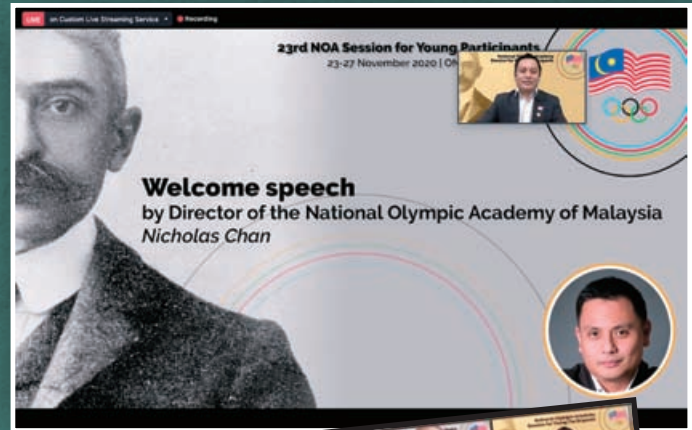 LIVE on Custom Live Streaming Service Recording
23rd NOA Session for Young Participants
23-27 November 2020 |
Welcome speech
by Director of the National Olympic Academy of Malaysia
Nicholas Chan